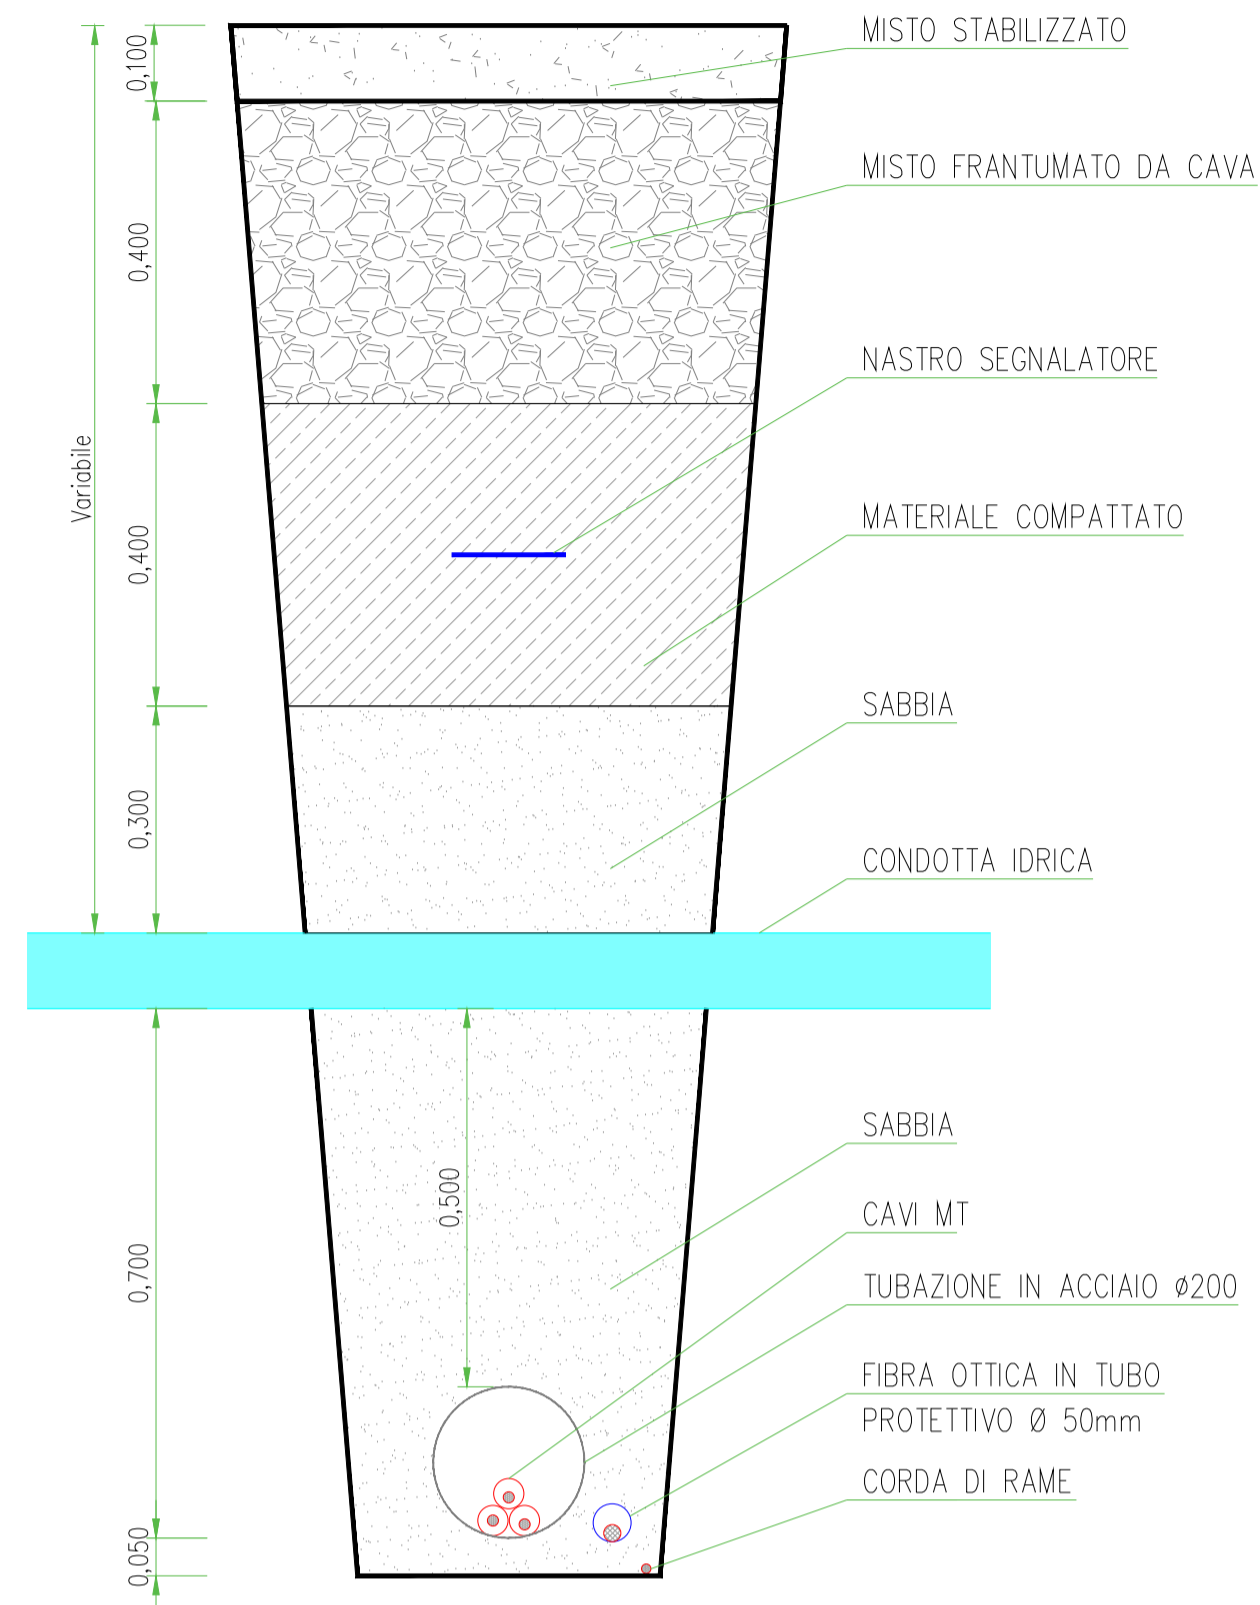 MISTO STABILIZZATO
0,100
MISTO FRANTUMATO DA CAVA
0,400
NASTRO SEGNALATORE
Variabile
MATERIALE COMPATTATO
0,400
SABBIA
0,300
CONDOTTA IDRICA
SABBIA
0,500
CAVI MT
0,700
TUBAZIONE IN ACCIAIO ø200
FIBRA OTTICA IN TUBO
PROTETTIVO Ø 50mm
CORDA DI RAME
0,050